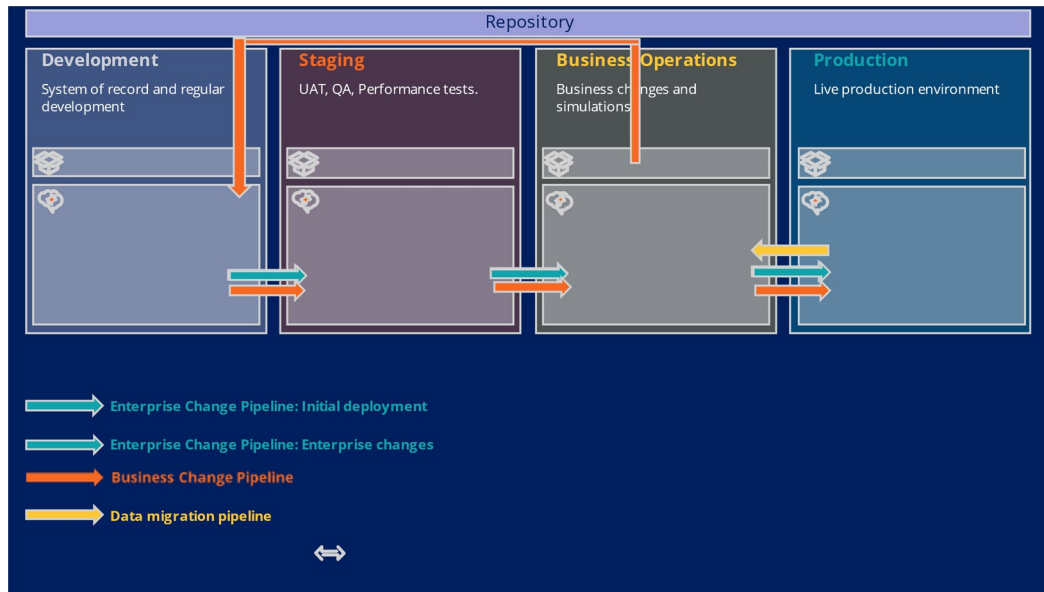 Repository
Development
System of record and regular
development
Staging
UAT, QA, Performance tests.
Business Operations
Business changes and
simulations
Production
Live production environment
Enterprise Change Pipeline: Initial deployment
Enterprise Change Pipeline: Enterprise changes
Business Change Pipeline
Data migration pipeline